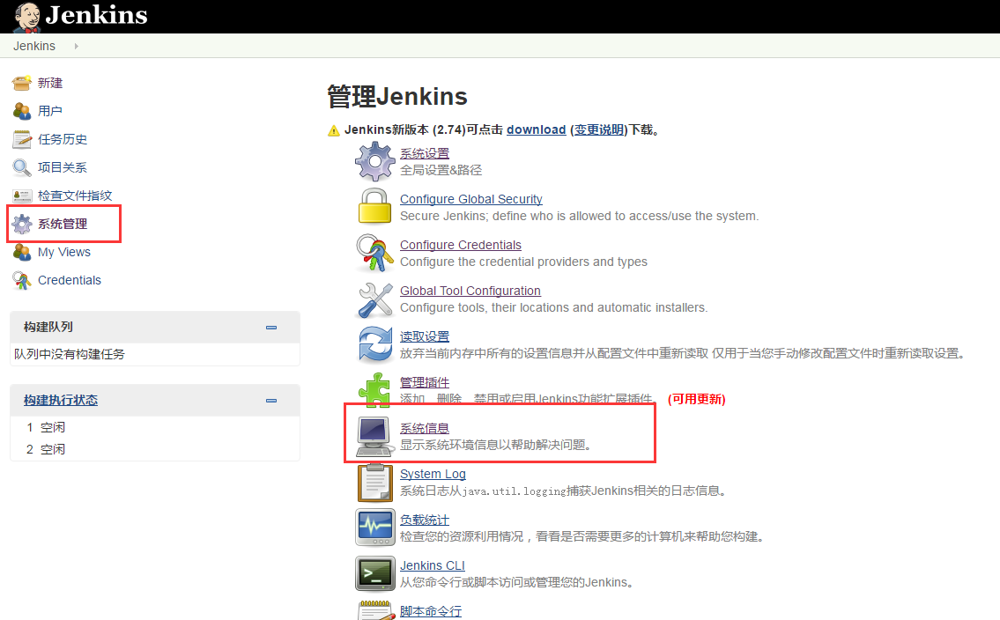 Jenkins
Jenkins
新建
用户
任务历史
项目关系
检查文件指纹
系统管理
My Views
Credentials
构建队列
队列中没有构建任务
构建执行状态
1 空闲
2 空闲
管理Jenkins
Jenkins新版本 (2.74)可点击 download (变更说明)下载。
系统设置
全局设置&路径
Configure Global Security
Secure Jenkins; define who is allowed to access/use the system.
Configure Credentials
Configure the credential providers and types
Global Tool Configuration
Configure tools, their locations and automatic installers.
读取设置
放弃当前内存中所有的设置信息并从配置文件中重新读取 仅用于当您手动修改配置文件时重新读取设置。
管理插件
添加、删除、禁用或启用Jenkins功能扩展插件。 (可用更新)
系统信息
显示系统环境信息以帮助解决问题。
System Log
系统日志从java.util.logging捕获Jenkins相关的日志信息。
负载统计
检查您的资源利用情况，看看是否需要更多的计算机来帮助您构建。
Jenkins CLI
从您命令行或脚本访问或管理您的Jenkins。
脚本命令行